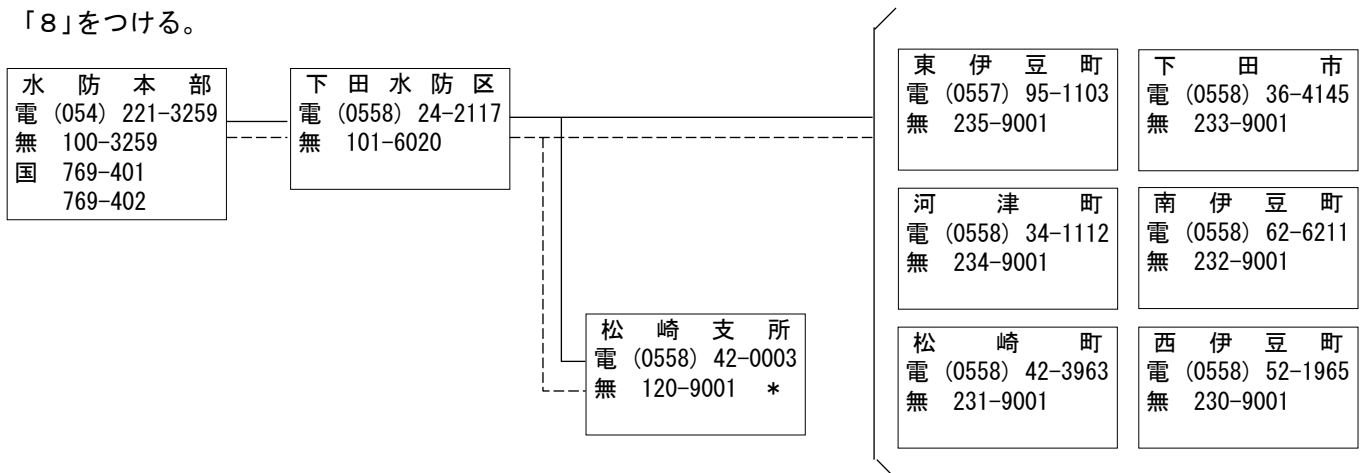 「８」をつける。
水防本部
電 (054) 221-3259
無 100-3259
国 769-401
769-402
下田水防区
電 (0558) 24-2117
無 101-6020
松崎支所
電 (0558) 42-0003
無 120-9001 *
東伊豆町
電 (0557) 95-1103
無 235-9001
下田市
電 (0558) 36-4145
無 233-9001
河津町
電 (0558) 34-1112
無 234-9001
南伊豆町
電 (0558) 62-6211
無 232-9001
松崎町
電 (0558) 42-3963
無 231-9001
西伊豆町
電 (0558) 52-1965
無 230-9001